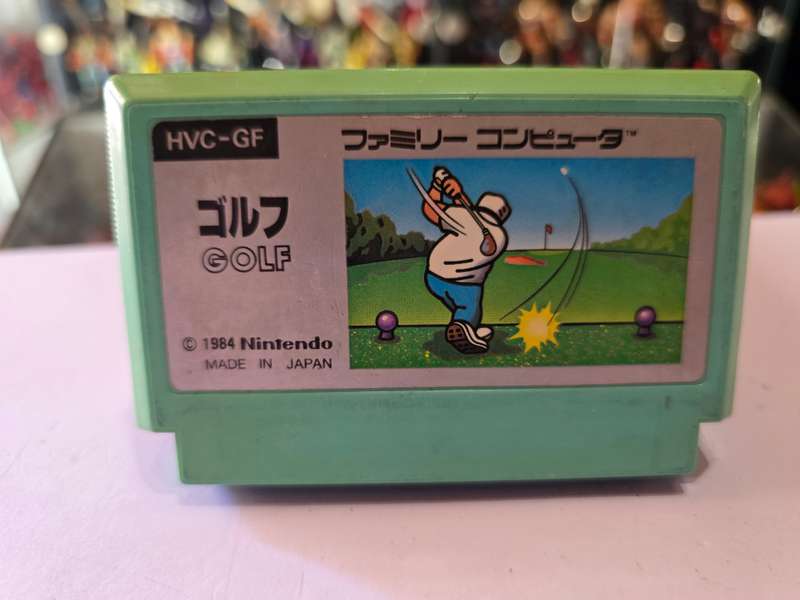 HVC-GF
ファミリー コンピュータ™
ゴルフ
GOLF
© 1984 Nintendo
MADE IN JAPAN